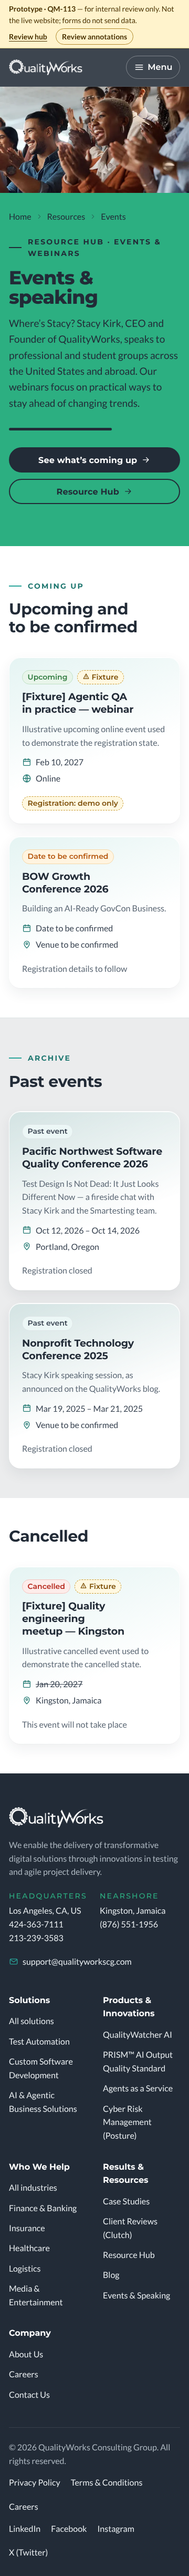 Prototype · QM-113 — for internal review only. Not
the live website; forms do not send data.
Review hub
Review annotations
QualityWorks
Menu
Home
Resources
Events
RESOURCE HUB · EVENTS &
WEBINARS
Events &
speaking
Where's Stacy? Stacy Kirk, CEO and
Founder of QualityWorks, speaks to
professional and student groups across
the United States and abroad. Our
webinars focus on practical ways to
stay ahead of changing trends.
See what's coming up →
Resource Hub →
COMING UP
Upcoming and
to be confirmed
Upcoming
⚠ Fixture
[Fixture] Agentic QA
in practice — webinar
Illustrative upcoming online event used
to demonstrate the registration state.
Feb 10, 2027
Online
Registration: demo only
Date to be confirmed
BOW Growth
Conference 2026
Building an AI-Ready GovCon Business.
Date to be confirmed
Venue to be confirmed
Registration details to follow
ARCHIVE
Past events
Past event
Pacific Northwest Software
Quality Conference 2026
Test Design Is Not Dead: It Just Looks
Different Now — a fireside chat with
Stacy Kirk and the Smartesting team.
Oct 12, 2026 – Oct 14, 2026
Portland, Oregon
Registration closed
Past event
Nonprofit Technology
Conference 2025
Stacy Kirk speaking session, as
announced on the QualityWorks blog.
Mar 19, 2025 – Mar 21, 2025
Venue to be confirmed
Registration closed
Cancelled
Cancelled
⚠ Fixture
[Fixture] Quality
engineering
meetup — Kingston
Illustrative cancelled event used to
demonstrate the cancelled state.
Jan 20, 2027
Kingston, Jamaica
This event will not take place
QualityWorks
We enable the delivery of transformative
digital solutions through innovations in testing
and agile project delivery.
HEADQUARTERS
Los Angeles, CA, US
424-363-7111
213-239-3583
NEARSHORE
Kingston, Jamaica
(876) 551-1956
support@qualityworkscg.com
Solutions
All solutions
Test Automation
Custom Software
Development
AI & Agentic
Business Solutions
Products &
Innovations
QualityWatcher AI
PRISM™ AI Output
Quality Standard
Agents as a Service
Cyber Risk
Management
(Posture)
Who We Help
All industries
Finance & Banking
Insurance
Healthcare
Logistics
Media &
Entertainment
Results &
Resources
Case Studies
Client Reviews
(Clutch)
Resource Hub
Blog
Events & Speaking
Company
About Us
Careers
Contact Us
© 2026 QualityWorks Consulting Group. All
rights reserved.
Privacy Policy
Terms & Conditions
Careers
LinkedIn
Facebook
Instagram
X (Twitter)